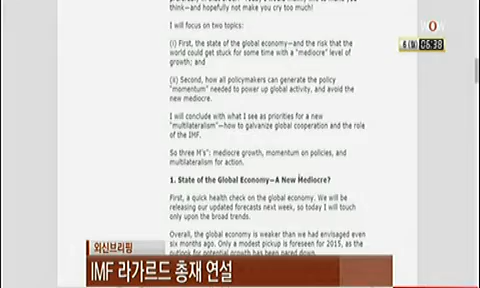 think—and hopefully not make you cry too much!
I will focus on two topics:
(i) First, the state of the global economy—and the risk that the
world could get stuck for some time with a "mediocre" level of
growth; and
(ii) Second, how all policymakers can generate the policy
"momentum" needed to power up global activity, and avoid the
new mediocre.
I will conclude with what I see as priorities for a new
"multilateralism"—how to galvanize global cooperation and the role
of the IMF.
So three M's": mediocre growth, momentum on policies, and
multilateralism for action.
1. State of the Global Economy—A New Mediocre?
First, a quick health check on the global economy. We will be
releasing our updated forecasts next week, so today I will touch
only upon the broad trends.
Overall, the global economy is weaker than we had envisaged even
six months ago. Only a modest pickup is foreseen for 2015, as the
outlook for potential growth has been pared down.
06:38
외신브리핑
IMF 라가르드 총재 연설